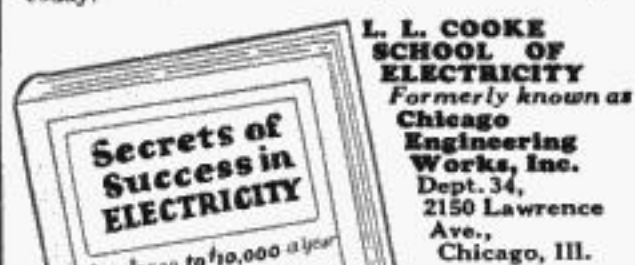 today!
L. L. COOKE
SCHOOL OF
ELECTRICITY
Formerly known as
Chicago
Engineering
Works, Inc.
Dept. 34,
2150 Lawrence
Ave.,
Chicago, Ill.
Secrets of
Success in
ELECTRICITY
to $10,000 a year